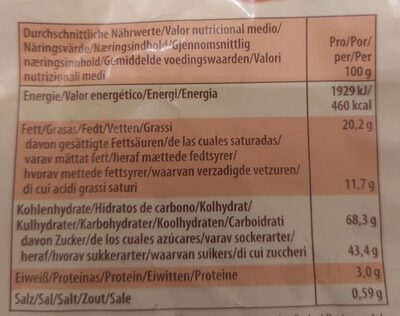 Durchschnittliche Nährwerte/Valor nutricional medio/
Näringsvärde/Næringsindhold/Gjennomsnittlig
næringsinnhold/Gemiddelde voedingswaarden/Valori
nutrizionali medi
Pro/Por/
per/Per
100 g
Energie/Valor energético/Energi/Energia
1929 kJ/
460 kcal
Fett/Grasas/Fedt/Vetten/Grassi
20,2 g
davon gesättigte Fettsäuren/de las cuales saturadas/
varav mättat fett/heraf mættede fedtsyrer/
hvorav mettede fettsyrer/waarvan verzadigde vetzuren/
di cui acidi grassi saturi
11,7 g
Kohlenhydrate/Hidratos de carbono/Kolhydrat/
Kulhydrater/Karbohydrater/Koolhydraten/Carboidrati
68,3 g
davon Zucker/de los cuales azúcares/varav sockerarter/
heraf/hvorav sukkerarter/waarvan suikers/di cui zuccheri
43,4 g
Eiweiß/Proteínas/Protein/Eiwitten/Proteine
3,0 g
Salz/Sal/Salt/Zout/Sale
0,59 g